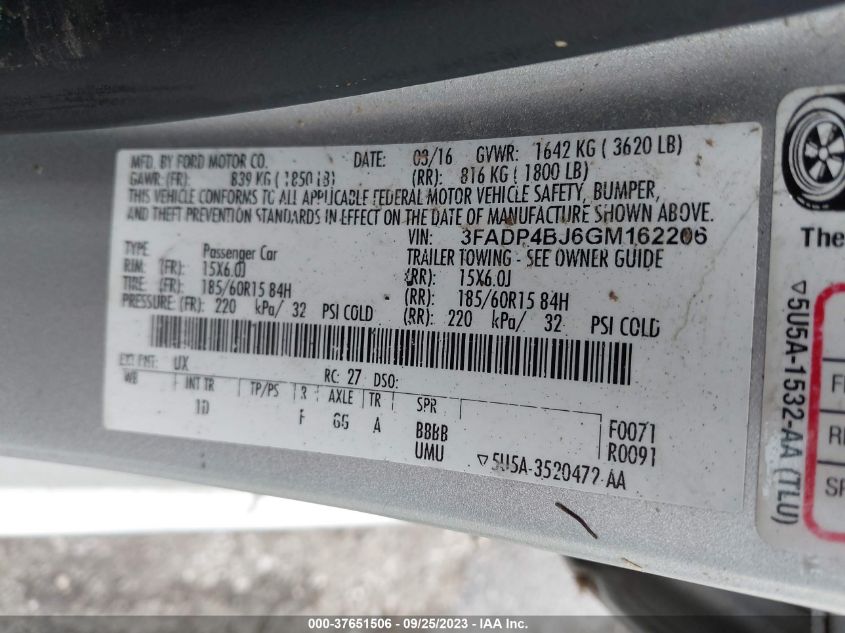 MFD. BY FORD MOTOR CO. DATE: 03/16 GVWR: 1642 KG ( 3620 LB)
GAWR: (FR): 839 KG ( 1850 LB) (RR): 816 KG ( 1800 LB)
THIS VEHICLE CONFORMS TO ALL APPLICABLE FEDERAL MOTOR VEHICLE SAFETY, BUMPER,
AND THEFT PREVENTION STANDARDS IN EFFECT ON THE DATE OF MANUFACTURE SHOWN ABOVE.
VIN: 3FADP4BJ6GM162206
TYPE: Passenger Car TRAILER TOWING - SEE OWNER GUIDE
RIM: (FR): 15X6.0J (RR): 15X6.0J
TIRE: (FR): 185/60R15 84H (RR): 185/60R15 84H
PRESSURE: (FR): 220 kPa/ 32 PSI COLD (RR): 220 kPa/ 32 PSI COLD
EXT PNT: UX RC: 27 DSO:
WB INT TR TP/PS R AXLE TR SPR
10 F 66 A BBBB F0071
UMU R0091
▽5U5A-3520472-AA
The
▽5U5A-1532-AA (TLU)
000-37651506 - 09/25/2023 - IAA Inc.